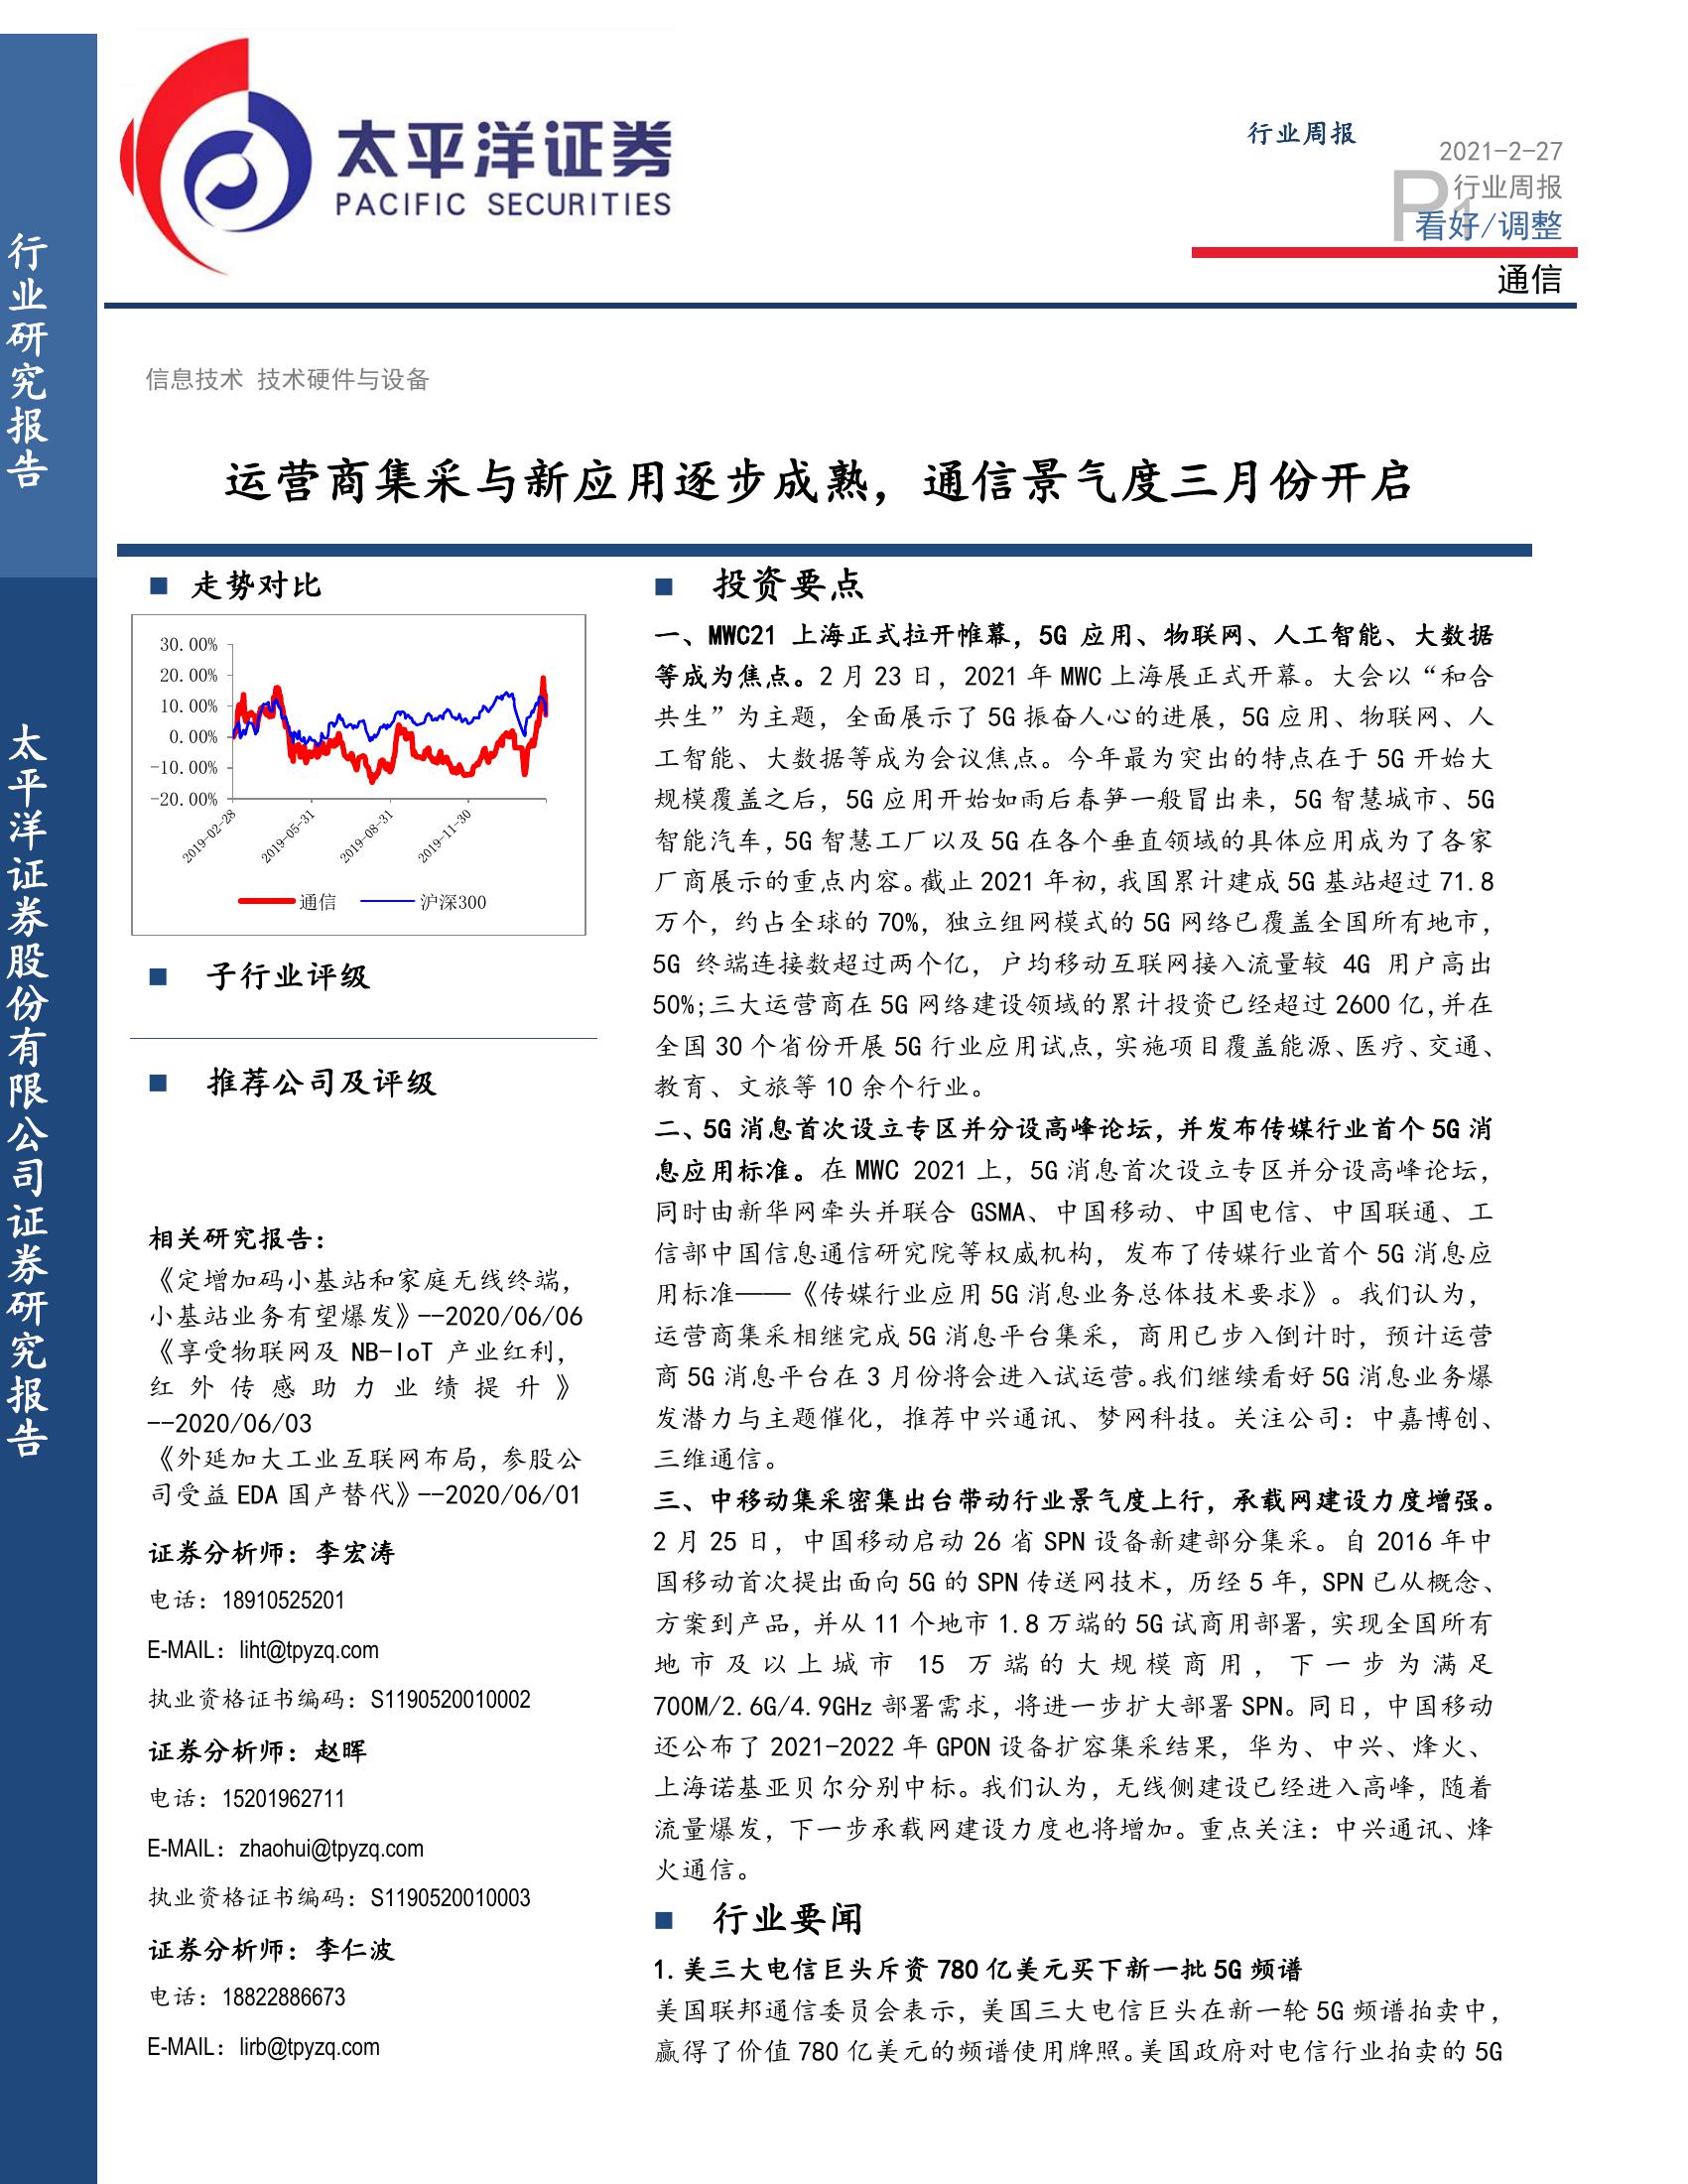 太平洋证券
PACIFIC SECURITIES
行业周报
2021-2-27
P1
行业周报
看好/调整
通信
行业研究报告
太平洋证券股份有限公司证券研究报告
信息技术 技术硬件与设备
运营商集采与新应用逐步成熟，通信景气度三月份开启
■ 走势对比
30.00%
20.00%
10.00%
0.00%
-10.00%
-20.00%
2019-02-28
2019-05-31
2019-08-31
2019-11-30
通信 沪深300
■ 子行业评级
■ 推荐公司及评级
相关研究报告：
《定增加码小基站和家庭无线终端，
小基站业务有望爆发》--2020/06/06
《享受物联网及 NB-IoT 产业红利，
红外传感助力业绩提升》
--2020/06/03
《外延加大工业互联网布局，参股公
司受益 EDA 国产替代》--2020/06/01
证券分析师：李宏涛
电话：18910525201
E-MAIL：liht@tpyzq.com
执业资格证书编码：S1190520010002
证券分析师：赵晖
电话：15201962711
E-MAIL：zhaohui@tpyzq.com
执业资格证书编码：S1190520010003
证券分析师：李仁波
电话：18822886673
E-MAIL：lirb@tpyzq.com
■ 投资要点
一、MWC21 上海正式拉开帷幕，5G 应用、物联网、人工智能、大数据
等成为焦点。2 月 23 日，2021 年 MWC 上海展正式开幕。大会以“和合
共生”为主题，全面展示了 5G 振奋人心的进展，5G 应用、物联网、人
工智能、大数据等成为会议焦点。今年最为突出的特点在于 5G 开始大
规模覆盖之后，5G 应用开始如雨后春笋一般冒出来，5G 智慧城市、5G
智能汽车，5G 智慧工厂以及 5G 在各个垂直领域的具体应用成为了各家
厂商展示的重点内容。截止 2021 年初，我国累计建成 5G 基站超过 71.8
万个，约占全球的 70%，独立组网模式的 5G 网络已覆盖全国所有地市，
5G 终端连接数超过两个亿，户均移动互联网接入流量较 4G 用户高出
50%;三大运营商在 5G 网络建设领域的累计投资已经超过 2600 亿，并在
全国 30 个省份开展 5G 行业应用试点，实施项目覆盖能源、医疗、交通、
教育、文旅等 10 余个行业。
二、5G 消息首次设立专区并分设高峰论坛，并发布传媒行业首个 5G 消
息应用标准。在 MWC 2021 上，5G 消息首次设立专区并分设高峰论坛，
同时由新华网牵头并联合 GSMA、中国移动、中国电信、中国联通、工
信部中国信息通信研究院等权威机构，发布了传媒行业首个 5G 消息应
用标准——《传媒行业应用 5G 消息业务总体技术要求》。我们认为，
运营商集采相继完成 5G 消息平台集采，商用已步入倒计时，预计运营
商 5G 消息平台在 3 月份将会进入试运营。我们继续看好 5G 消息业务爆
发潜力与主题催化，推荐中兴通讯、梦网科技。关注公司：中嘉博创、
三维通信。
三、中移动集采密集出台带动行业景气度上行，承载网建设力度增强。
2 月 25 日，中国移动启动 26 省 SPN 设备新建部分集采。自 2016 年中
国移动首次提出面向 5G 的 SPN 传送网技术，历经 5 年，SPN 已从概念、
方案到产品，并从 11 个地市 1.8 万端的 5G 试商用部署，实现全国所有
地市及以上城市 15 万端的大规模商用，下一步为满足
700M/2.6G/4.9GHz 部署需求，将进一步扩大部署 SPN。同日，中国移动
还公布了 2021-2022 年 GPON 设备扩容集采结果，华为、中兴、烽火、
上海诺基亚贝尔分别中标。我们认为，无线侧建设已经进入高峰，随着
流量爆发，下一步承载网建设力度也将增加。重点关注：中兴通讯、烽
火通信。
■ 行业要闻
1.美三大电信巨头斥资 780 亿美元买下新一批 5G 频谱
美国联邦通信委员会表示，美国三大电信巨头在新一轮 5G 频谱拍卖中，
赢得了价值 780 亿美元的频谱使用牌照。美国政府对电信行业拍卖的 5G